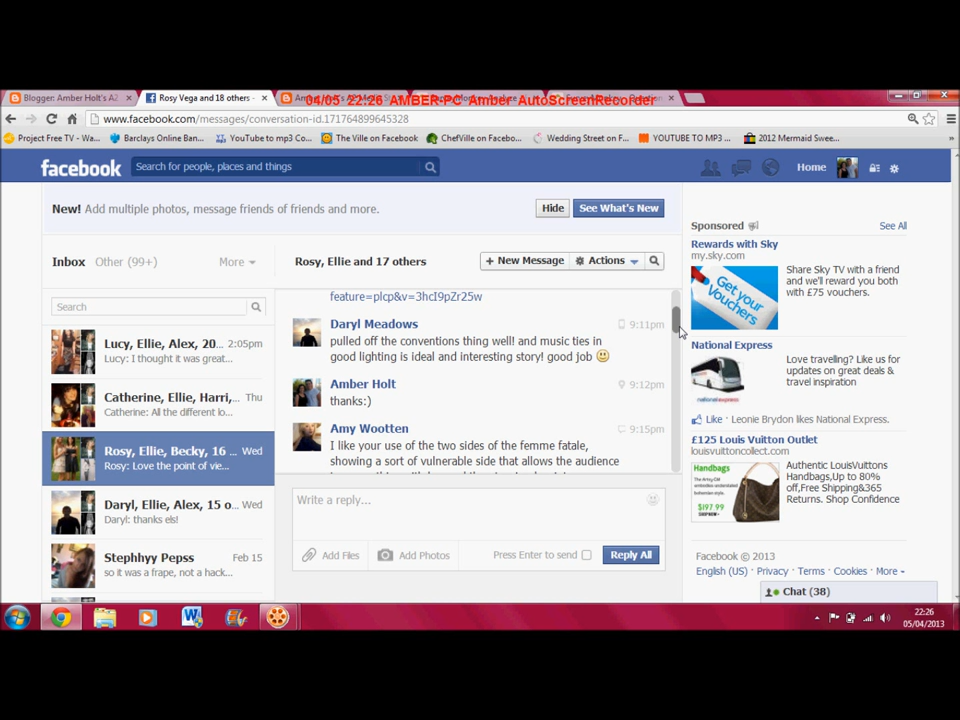 Blogger: Amber Holt's A2
Rosy Vega and 18 others -
Amber Holt's A2 Media St
04/05 22:26 AMBER-PC Amber AutoScreenRecorder
www.facebook.com/messages/conversation-id.171764899645328
Project Free TV - Wa...
Barclays Online Ban...
YouTube to mp3 Co...
The Ville on Facebook
ChefVille on Facebo...
Wedding Street on F...
YOUTUBE TO MP3 ...
2012 Mermaid Swee...
facebook
Search for people, places and things
Home
New! Add multiple photos, message friends of friends and more.
Hide
See What's New
Inbox
Other (99+)
More
Rosy, Ellie and 17 others
+ New Message
Actions
Search
Lucy, Ellie, Alex, 20... 2:05pm
Lucy: I thought it was great...
Catherine, Ellie, Harri,... Thu
Catherine: All the different lo...
Rosy, Ellie, Becky, 16 ... Wed
Rosy: Love the point of vie...
Daryl, Ellie, Alex, 15 o... Wed
Daryl: thanks els!
Stephhyy Pepss Feb 15
so it was a frape, not a hack...
feature=plcp&v=3hcI9pZr25w
Daryl Meadows 9:11pm
pulled off the conventions thing well! and music ties in
good lighting is ideal and interesting story! good job
Amber Holt 9:12pm
thanks:)
Amy Wootten 9:15pm
I like your use of the two sides of the femme fatale,
showing a sort of vulnerable side that allows the audience
Write a reply...
Add Files
Add Photos
Press Enter to send
Reply All
Sponsored
See All
Rewards with Sky
my.sky.com
Get your
Vouchers
Share Sky TV with a friend
and we'll reward you both
with £75 vouchers.
National Express
Love travelling? Like us for
updates on great deals &
travel inspiration
Like · Leonie Brydon likes National Express.
£125 Louis Vuitton Outlet
louisvuittoncollect.com
Handbags
$197.99
Authentic LouisVuittons
Handbags,Up to 80%
off,Free Shipping&365
Returns. Shop Confidence
Facebook © 2013
English (US) · Privacy · Terms · Cookies · More
Chat (38)
22:26
05/04/2013